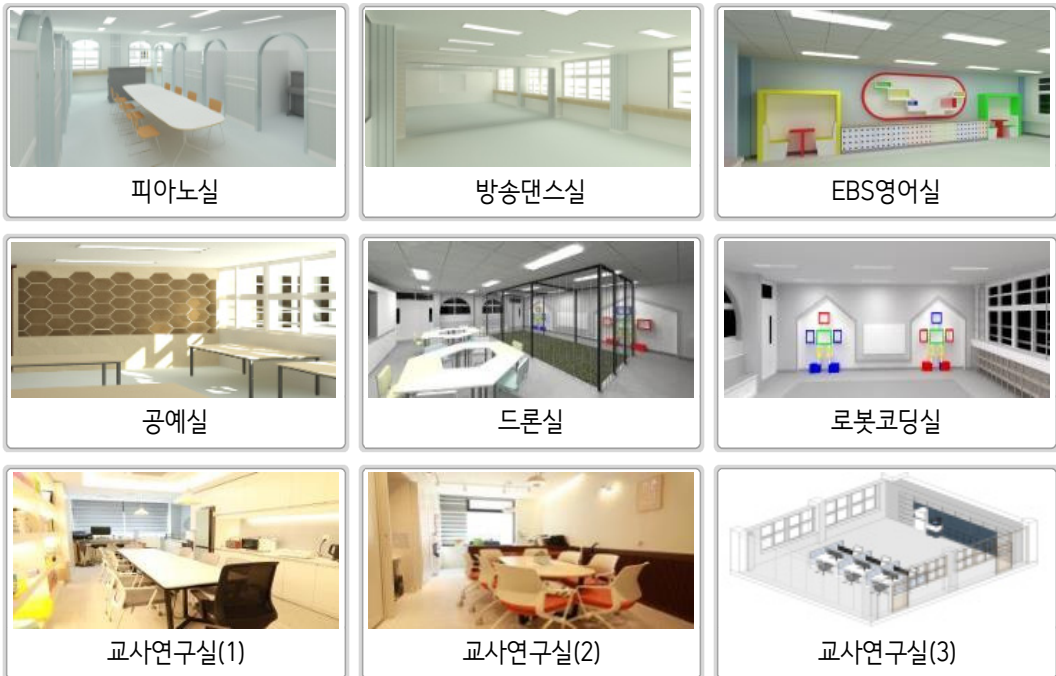 피아노실
방송댄스실
EBS영어실
공예실
드론실
로봇코딩실
교사연구실(1)
교사연구실(2)
교사연구실(3)